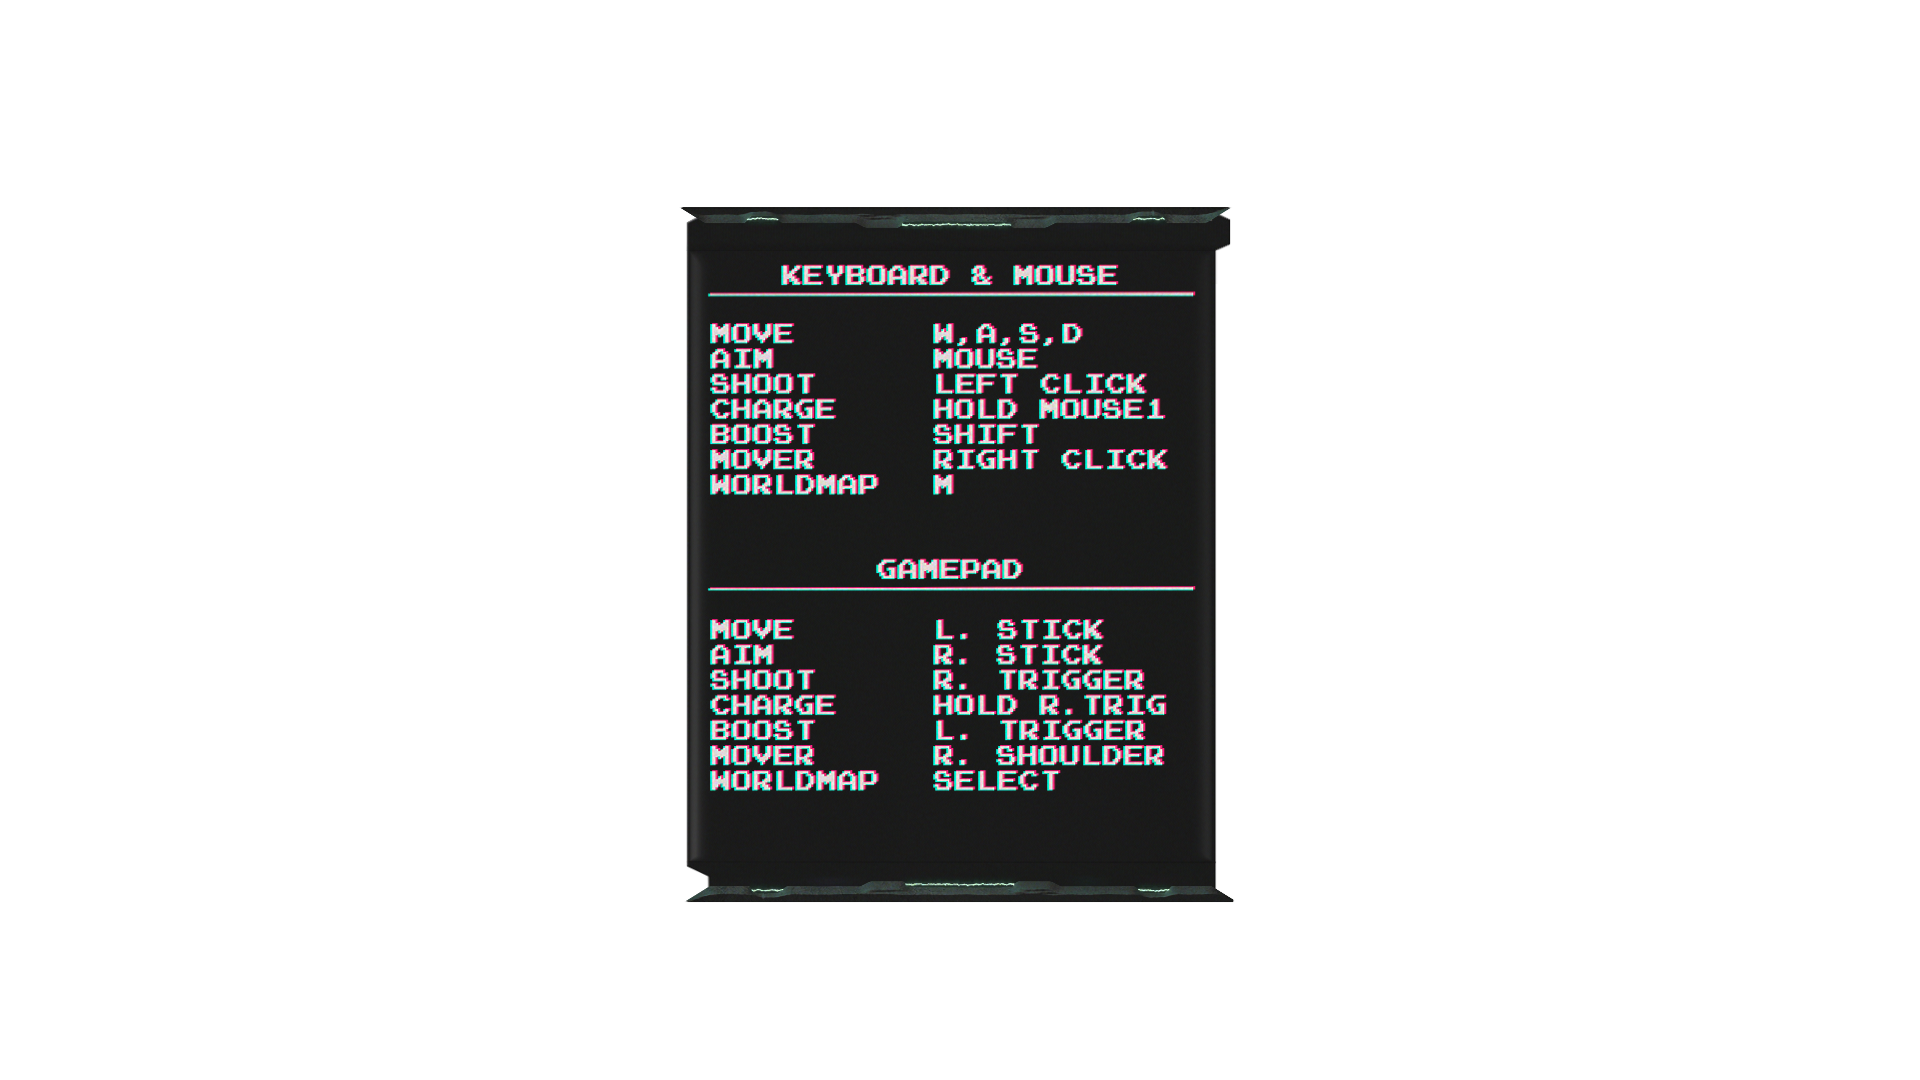 KEYBOARD & MOUSE
MOVE W,A,S,D
AIM MOUSE
SHOOT LEFT CLICK
CHARGE HOLD MOUSE1
BOOST SHIFT
MOVER RIGHT CLICK
WORLDMAP M
GAMEPAD
MOVE L. STICK
AIM R. STICK
SHOOT R. TRIGGER
CHARGE HOLD R.TRIG
BOOST L. TRIGGER
MOVER R. SHOULDER
WORLDMAP SELECT